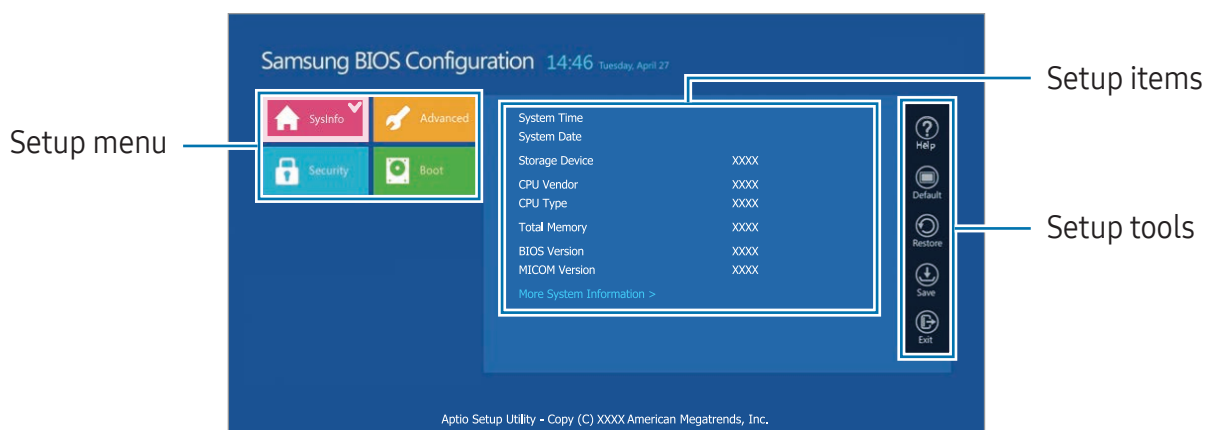 Samsung BIOS Configuration 14:46 Tuesday, April 27
Setup items
Setup menu
SysInfo
Advanced
Security
Boot
System Time
System Date
Storage Device XXXX
CPU Vendor XXXX
CPU Type XXXX
Total Memory XXXX
BIOS Version XXXX
MICOM Version XXXX
More System Information >
Help
Default
Restore
Save
Exit
Setup tools
Aptio Setup Utility - Copy (C) XXXX American Megatrends, Inc.